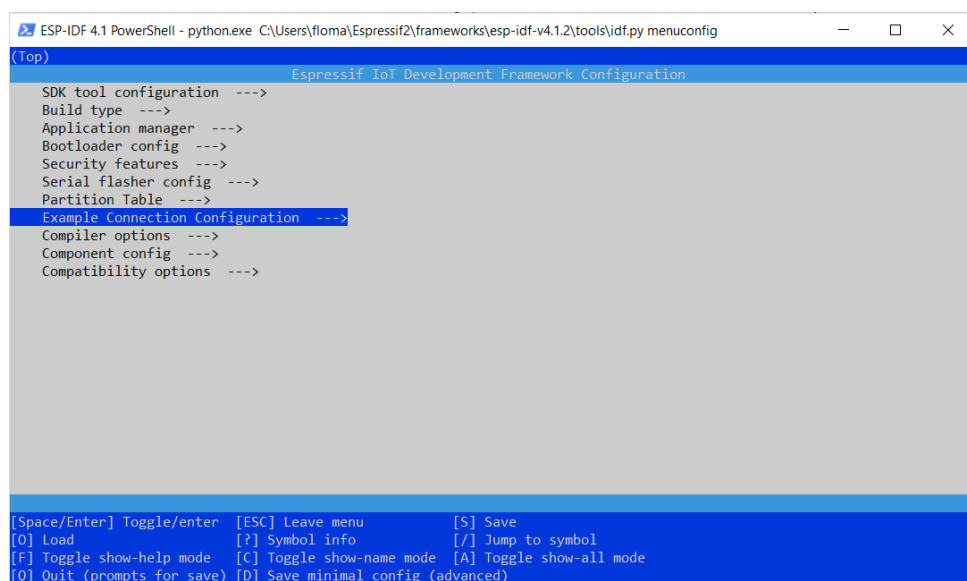 ESP-IDF 4.1 PowerShell - python.exe C:\Users\floma\Espressif2\frameworks\esp-idf-v4.1.2\tools\idf.py menuconfig
(Top)
Espressif IoT Development Framework Configuration
SDK tool configuration --->
Build type --->
Application manager --->
Bootloader config --->
Security features --->
Serial flasher config --->
Partition Table --->
Example Connection Configuration --->
Compiler options --->
Component config --->
Compatibility options --->
[Space/Enter] Toggle/enter [ESC] Leave menu [S] Save
[O] Load [?] Symbol info [/] Jump to symbol
[F] Toggle show-help mode [C] Toggle show-name mode [A] Toggle show-all mode
[Q] Quit (prompts for save) [D] Save minimal config (advanced)